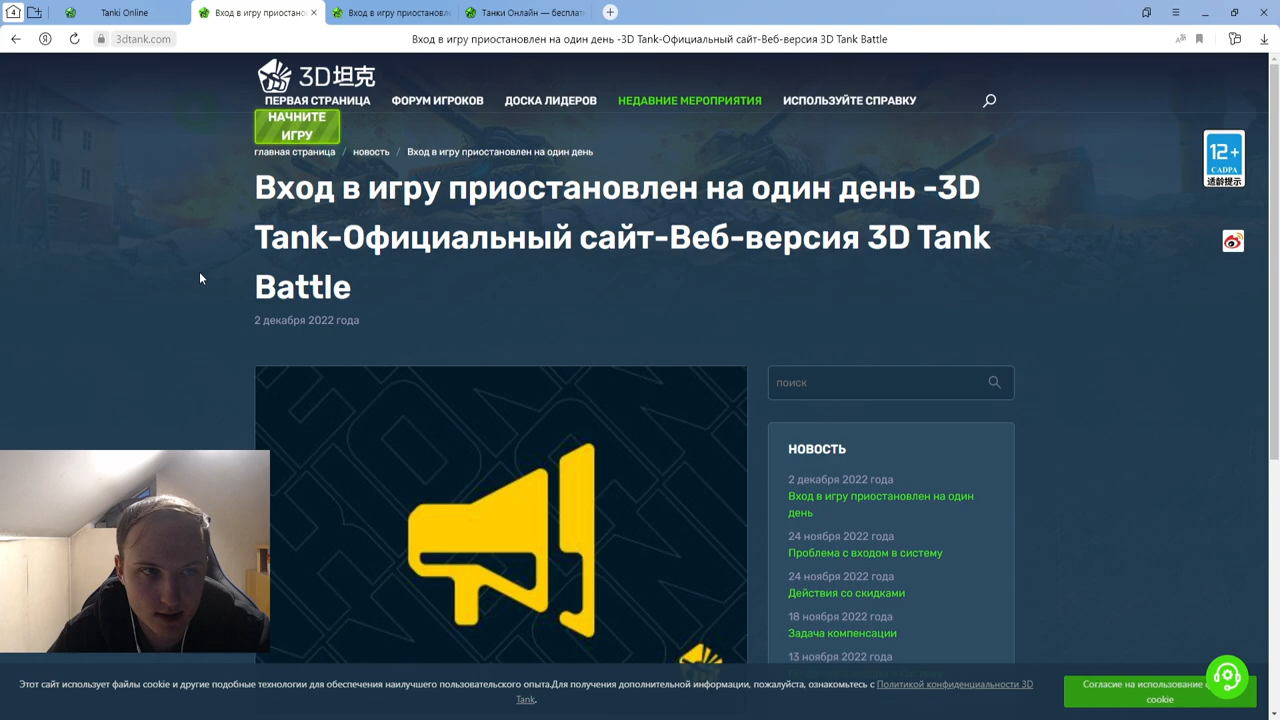 4
Tanki Online
Вход в игру приостановлен
Вход в игру приостановлен
Танки Онлайн — бесплат
3dtank.com
Вход в игру приостановлен на один день -3D Tank-Официальный сайт-Веб-версия 3D Tank Battle
3D坦克
ПЕРВАЯ СТРАНИЦА
ФОРУМ ИГРОКОВ
ДОСКА ЛИДЕРОВ
НЕДАВНИЕ МЕРОПРИЯТИЯ
ИСПОЛЬЗУЙТЕ СПРАВКУ
НАЧНИТЕ
ИГРУ
главная страница / новость / Вход в игру приостановлен на один день
12+
CADPA
适龄提示
Вход в игру приостановлен на один день -3D
Tank-Официальный сайт-Веб-версия 3D Tank
Battle
2 декабря 2022 года
поиск
НОВОСТЬ
2 декабря 2022 года
Вход в игру приостановлен на один
день
24 ноября 2022 года
Проблема с входом в систему
24 ноября 2022 года
Действия со скидками
18 ноября 2022 года
Задача компенсации
13 ноября 2022 года
Этот сайт использует файлы cookie и другие подобные технологии для обеспечения наилучшего пользовательского опыта.Для получения дополнительной информации, пожалуйста, ознакомьтесь с Политикой конфиденциальности 3D
Tank.
Согласие на использование
cookie